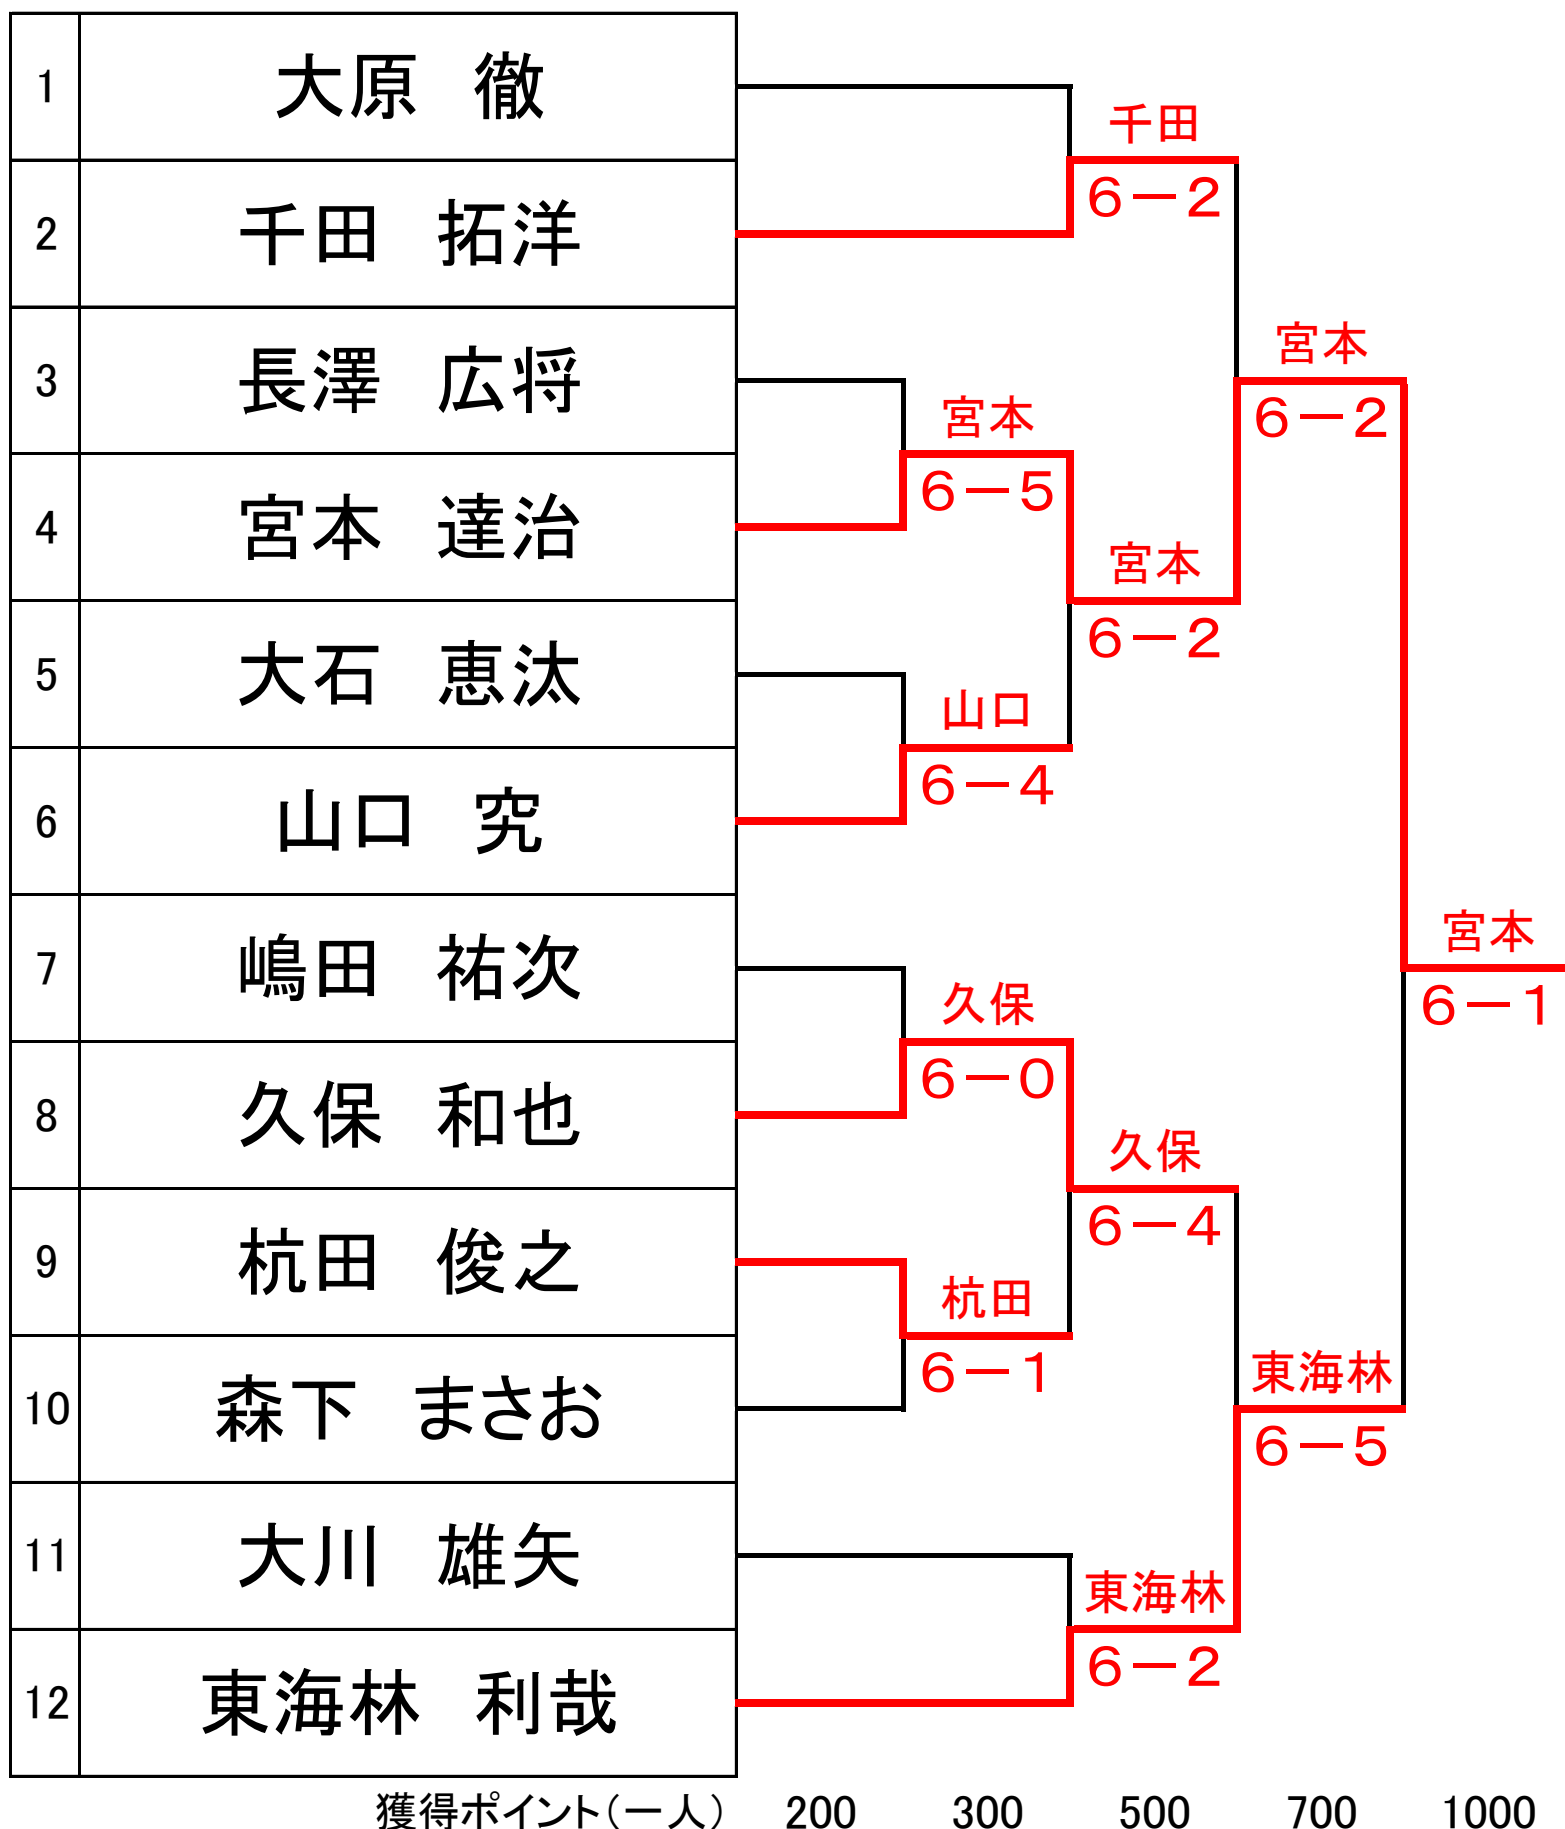 1 大原　徹
千田
2 千田　拓洋
6－2
宮本
3 長澤　広将
宮本
6－2
6－5
4 宮本　達治
宮本
6－2
5 大石　恵汰
山口
6－4
6 山口　究
宮本
7 嶋田　祐次
久保
6－1
6－0
8 久保　和也
久保
6－4
9 杭田　俊之
杭田
東海林
6－1
10 森下　まさお
6－5
11 大川　雄矢
東海林
6－2
12 東海林　利哉
獲得ポイント（一人） 200 300 500 700 1000